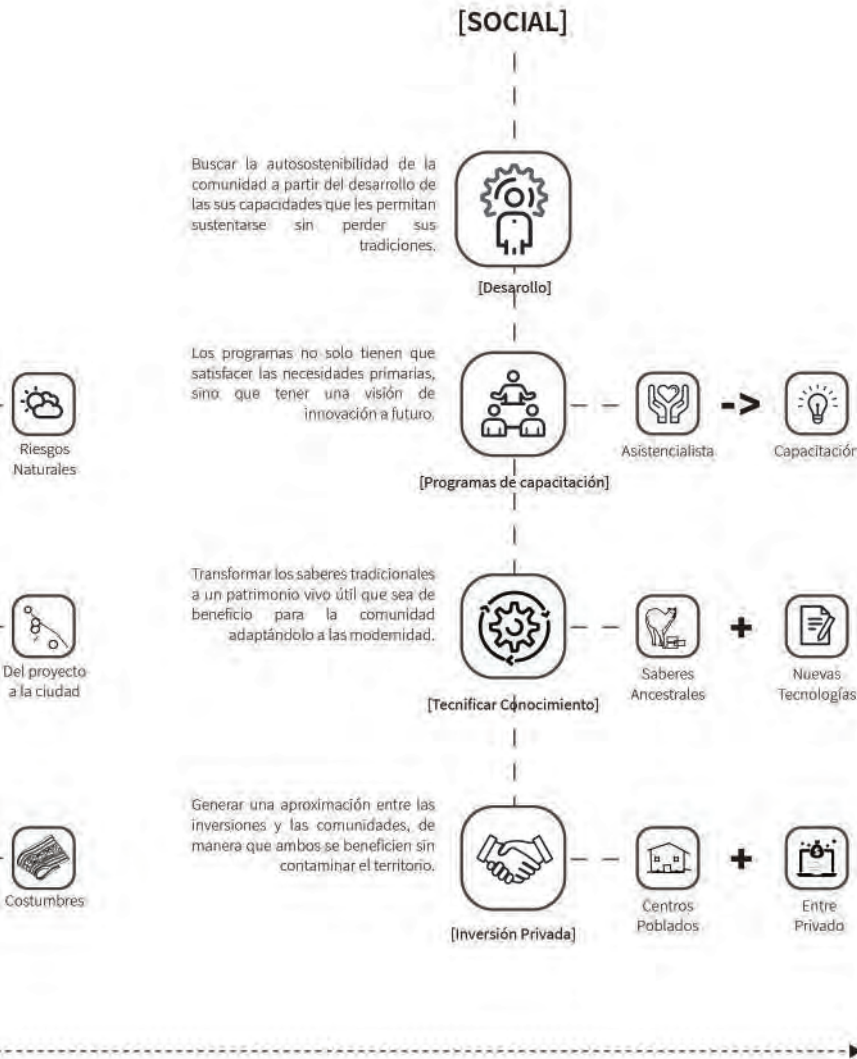 [SOCIAL]
Buscar la autosostenibilidad de la
comunidad a partir del desarrollo de
las sus capacidades que les permitan
sustentarse sin perder sus
tradiciones.
[Desarollo]
Los programas no solo tienen que
satisfacer las necesidades primarias,
sino que tener una visión de
innovación a futuro.
[Programas de capacitación]
Asistencialista
->
Capacitación
Riesgos
Naturales
Transformar los saberes tradicionales
a un patrimonio vivo útil que sea de
beneficio para la comunidad
adaptándolo a las modernidad.
[Tecnificar Conocimiento]
Saberes
Ancestrales
+
Nuevas
Tecnologías
Del proyecto
a la ciudad
Generar una aproximación entre las
inversiones y las comunidades, de
manera que ambos se beneficien sin
contaminar el territorio.
[Inversión Privada]
Centros
Poblados
+
Entre
Privado
Costumbres